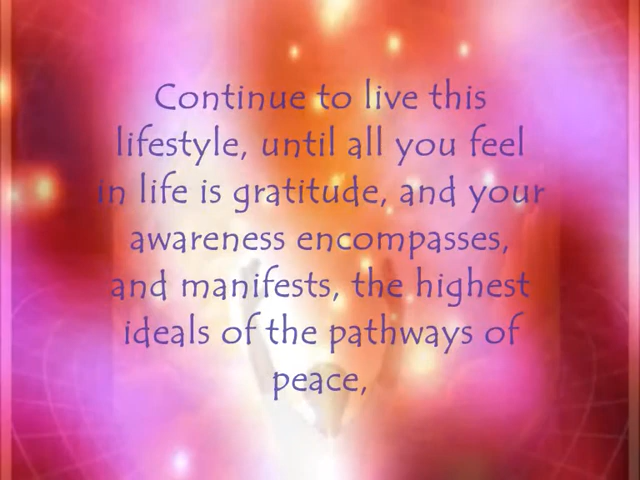 Continue to live this
lifestyle, until all you feel
in life is gratitude, and your
awareness encompasses,
and manifests, the highest
ideals of the pathways of
peace,